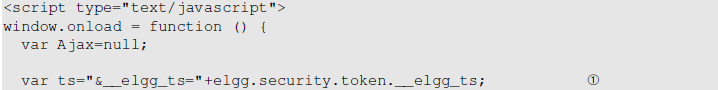 <script type="text/javascript">
window.onload = function () {
  var Ajax=null;
  var ts="&__elgg_ts="+elgg.security.token.__elgg_ts; ①